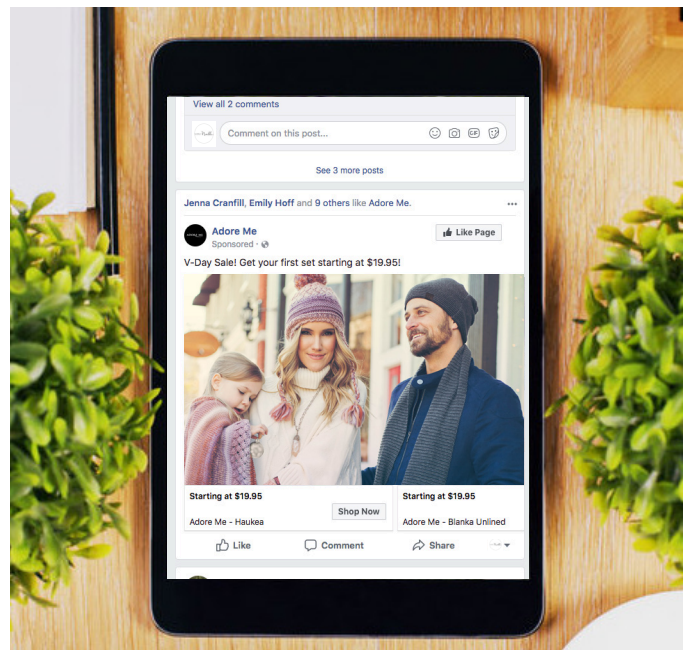 View all 2 comments
Comment on this post...
GIF
See 3 more posts
Jenna Cranfill, Emily Hoff and 9 others like Adore Me.
Adore Me
Like Page
Sponsored ·
V-Day Sale! Get your first set starting at $19.95!
Starting at $19.95
Starting at $19.95
Shop Now
Adore Me - Haukea
Adore Me - Blanka Unlined
Like
Comment
Share